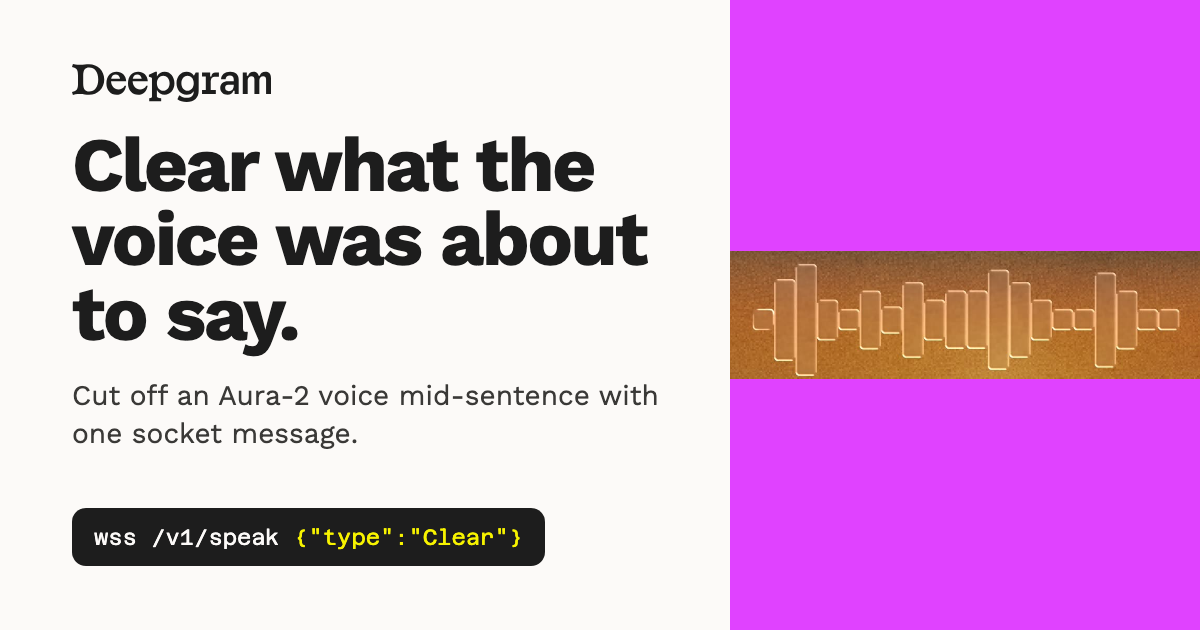 Deepgram
Clear what the
voice was about
to say.
Cut off an Aura-2 voice mid-sentence with
one socket message.
wss /v1/speak {"type":"Clear"}